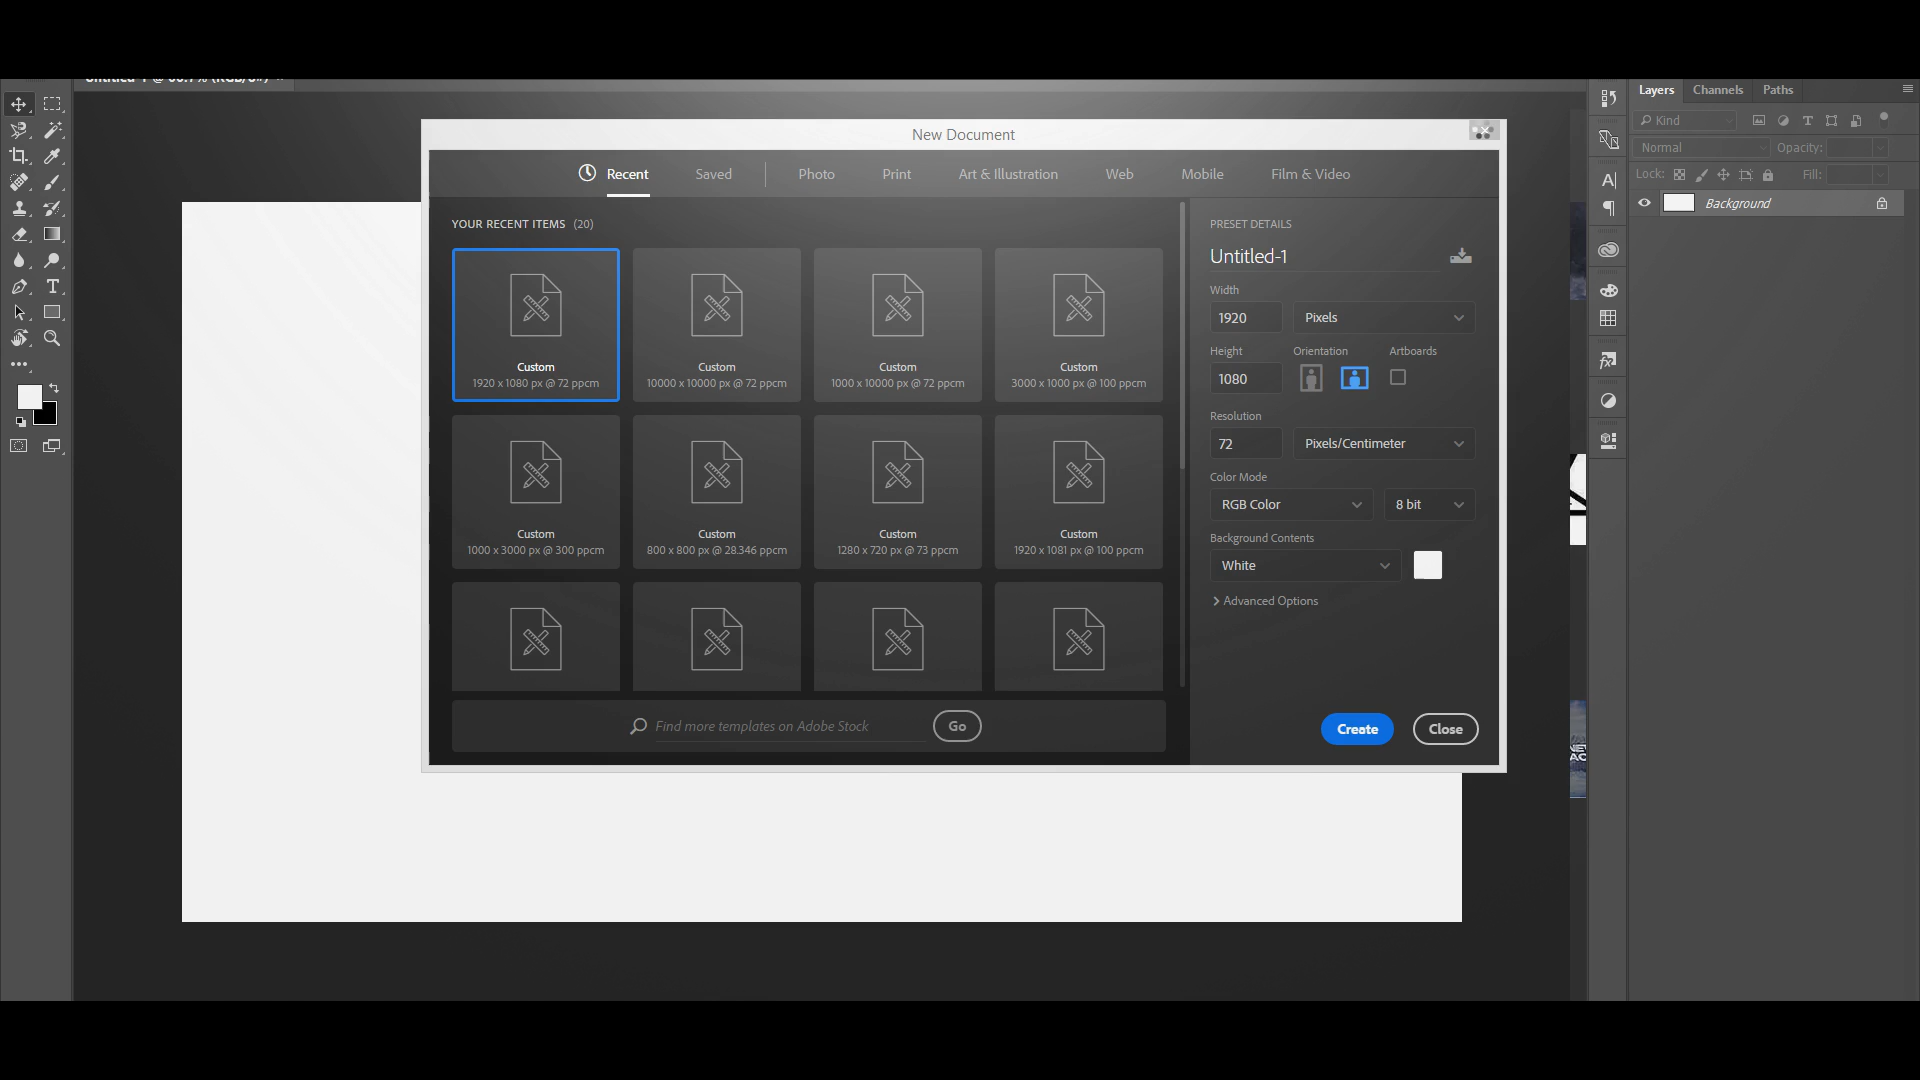 Layers Channels Paths
Kind
Normal Opacity:
Lock: Fill:
Background
New Document
Recent Saved Photo Print Art & Illustration Web Mobile Film & Video
YOUR RECENT ITEMS (20)
Custom
1920 x 1080 px @ 72 ppcm
Custom
10000 x 10000 px @ 72 ppcm
Custom
1000 x 10000 px @ 72 ppcm
Custom
3000 x 1000 px @ 100 ppcm
Custom
1000 x 3000 px @ 300 ppcm
Custom
800 x 800 px @ 28.346 ppcm
Custom
1280 x 720 px @ 73 ppcm
Custom
1920 x 1081 px @ 100 ppcm
Find more templates on Adobe Stock Go
PRESET DETAILS
Untitled-1
Width
1920 Pixels
Height Orientation Artboards
1080
Resolution
72 Pixels/Centimeter
Color Mode
RGB Color 8 bit
Background Contents
White
Advanced Options
Create Close